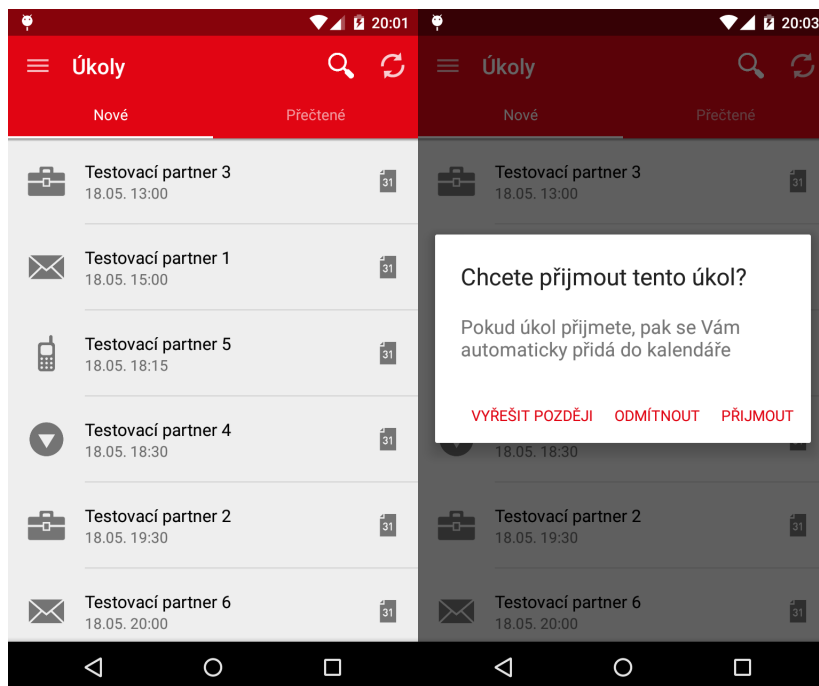 20:01
Úkoly
Nové Přečtené
Testovací partner 3
18.05. 13:00
31
Testovací partner 1
18.05. 15:00
31
Testovací partner 5
18.05. 18:15
31
Testovací partner 4
18.05. 18:30
31
Testovací partner 2
18.05. 19:30
31
Testovací partner 6
18.05. 20:00
31
20:03
Úkoly
Nové Přečtené
Testovací partner 3
18.05. 13:00
31
Chcete přijmout tento úkol?
Pokud úkol přijmete, pak se Vám
automaticky přidá do kalendáře
VYŘEŠIT POZDĚJI ODMÍTNOUT PŘIJMOUT
18.05. 18:30
Testovací partner 2
18.05. 19:30
31
Testovací partner 6
18.05. 20:00
31